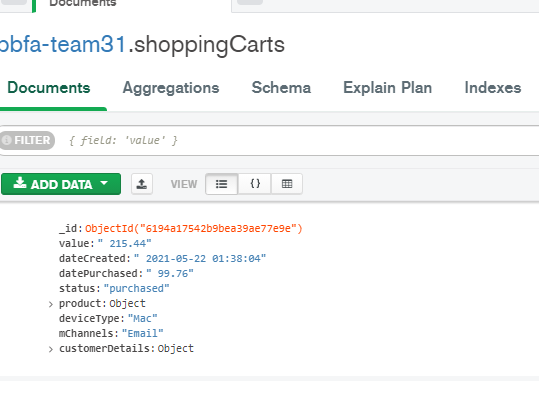 Documents
bbfa-team31.shoppingCarts
Documents Aggregations Schema Explain Plan Indexes
FILTER { field: 'value' }
ADD DATA VIEW { }
_id: ObjectId("6194a17542b9bea39ae77e9e")
value: " 215.44"
dateCreated: " 2021-05-22 01:38:04"
datePurchased: " 99.76"
status: "purchased"
product: Object
deviceType: "Mac"
mChannels: "Email"
customerDetails: Object